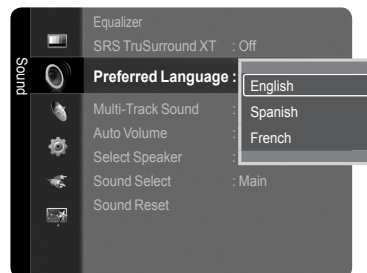 Sound
Equalizer
SRS TruSurround XT : Off
Preferred Language :
English
Spanish
French
Multi-Track Sound :
Auto Volume :
Select Speaker :
Sound Select : Main
Sound Reset